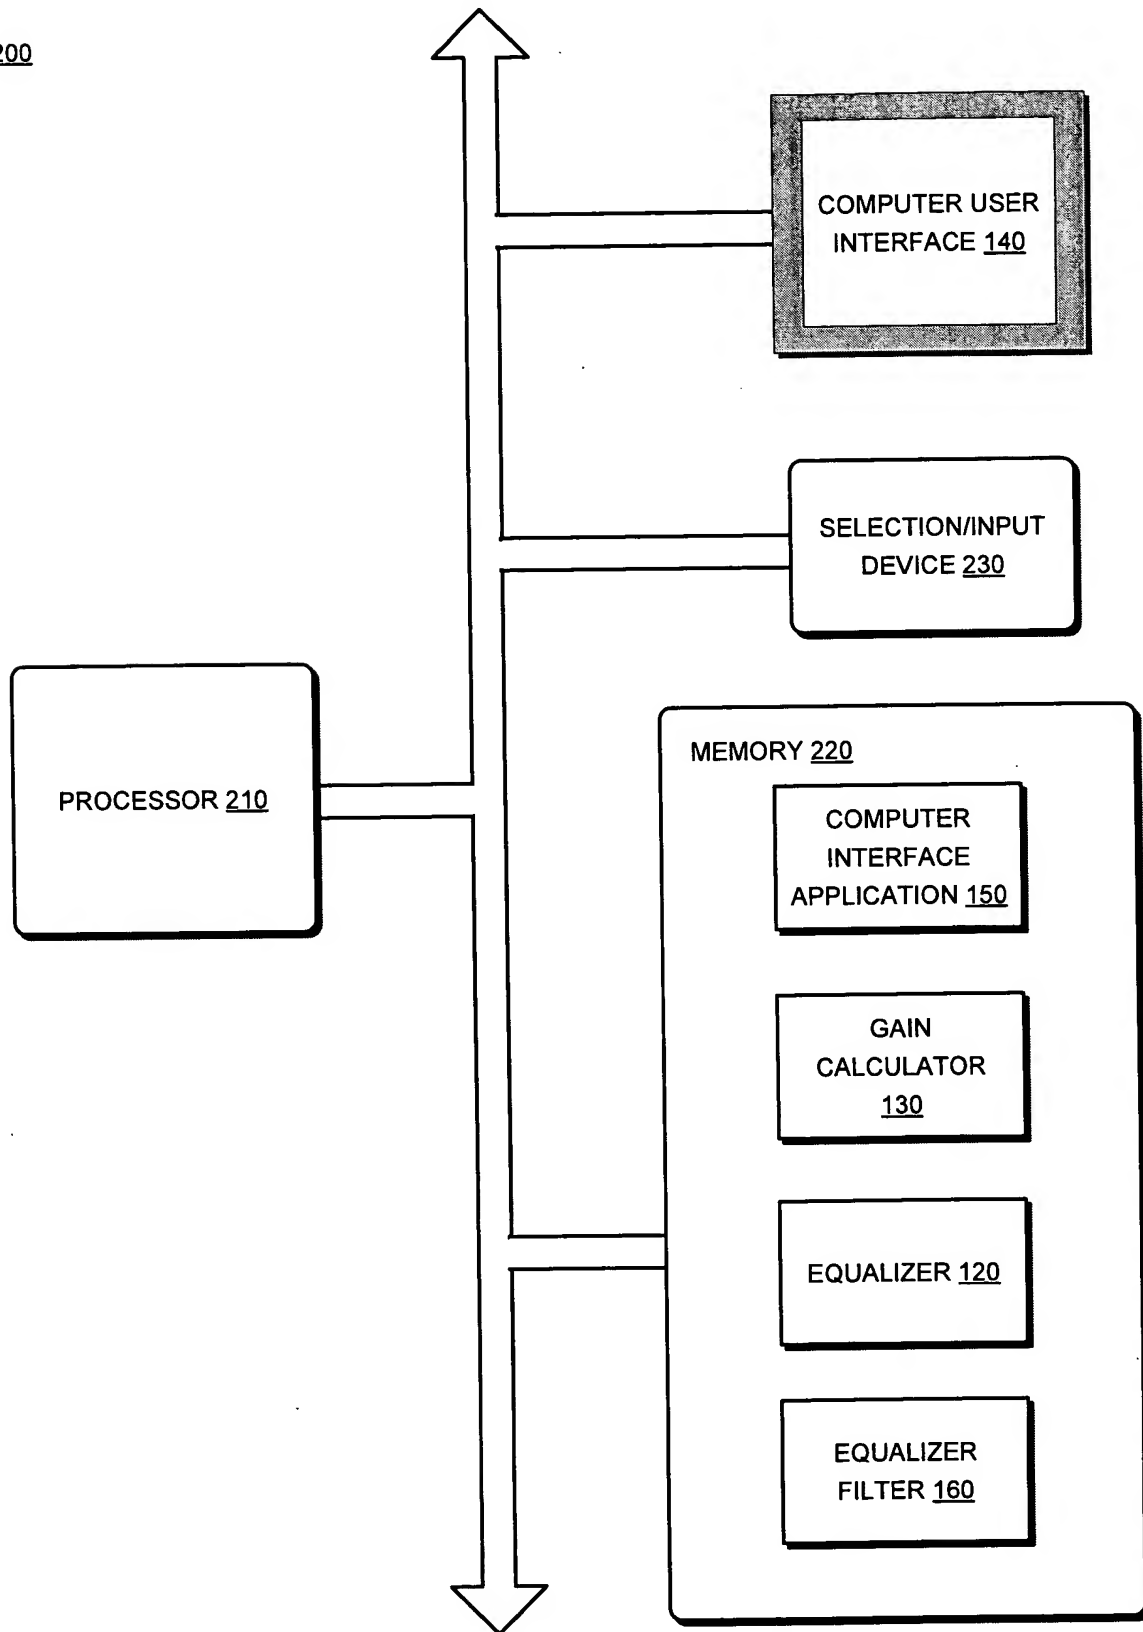 200
COMPUTER USER
INTERFACE 140
SELECTION/INPUT
DEVICE 230
PROCESSOR 210
MEMORY 220
COMPUTER
INTERFACE
APPLICATION 150
GAIN
CALCULATOR
130
EQUALIZER 120
EQUALIZER
FILTER 160